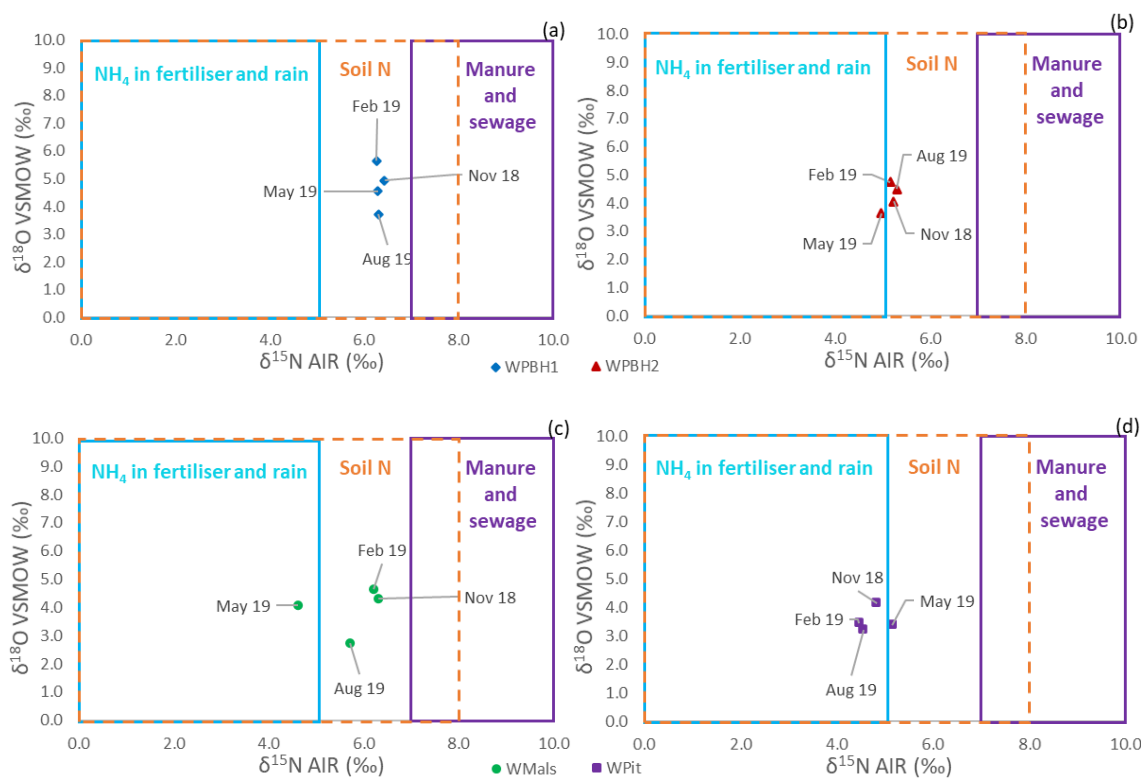 (a)
10.0
9.0
8.0
7.0
6.0
5.0
4.0
3.0
2.0
1.0
0.0
δ¹⁸O VSMOW (‰)
NH₄ in fertiliser and rain
Soil N
Manure
and
sewage
Feb 19
Nov 18
May 19
Aug 19
0.0 2.0 4.0 6.0 8.0 10.0
δ¹⁵N AIR (‰)
(b)
10.0
9.0
8.0
7.0
6.0
5.0
4.0
3.0
2.0
1.0
0.0
δ¹⁸O VSMOW (‰)
NH₄ in fertiliser and rain
Soil N
Manure
and
sewage
Feb 19
Aug 19
May 19
Nov 18
0.0 2.0 4.0 6.0 8.0 10.0
δ¹⁵N AIR (‰)
WPBH1 WPBH2
(c)
10.0
9.0
8.0
7.0
6.0
5.0
4.0
3.0
2.0
1.0
0.0
δ¹⁸O VSMOW (‰)
NH₄ in fertiliser and rain
Soil N
Manure
and
sewage
Feb 19
May 19
Nov 18
Aug 19
0.0 2.0 4.0 6.0 8.0 10.0
δ¹⁵N AIR (‰)
(d)
10.0
9.0
8.0
7.0
6.0
5.0
4.0
3.0
2.0
1.0
0.0
δ¹⁸O VSMOW (‰)
NH₄ in fertiliser and rain
Soil N
Manure
and
sewage
Nov 18
May 19
Feb 19
Aug 19
0.0 2.0 4.0 6.0 8.0 10.0
δ¹⁵N AIR (‰)
WMals WPit